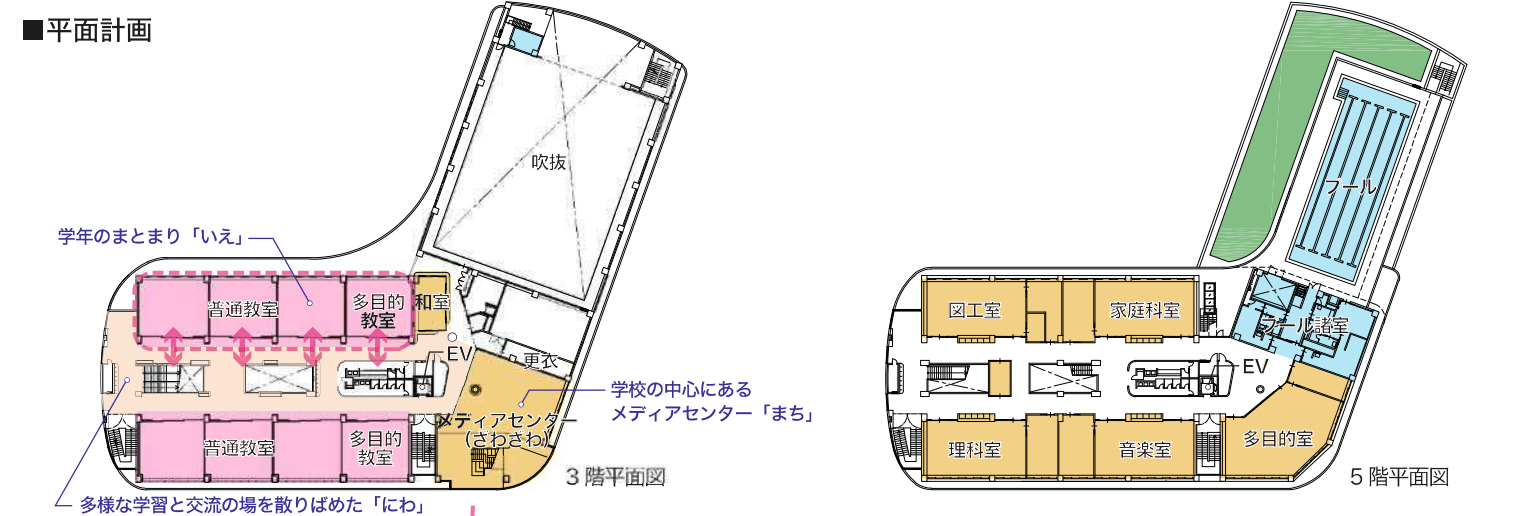 ■平面計画
吹抜
学年のまとまり「いえ」
普通教室
多目的
教室
和室
EV
更衣
学校の中心にある
メディアセンター「まち」
メディアセンター
(ざわざわ)
普通教室
多目的
教室
3 階平面図
多様な学習と交流の場を散りばめた「にわ」
プール
図工室
家庭科室
プール諸室
EV
理科室
音楽室
多目的室
5 階平面図